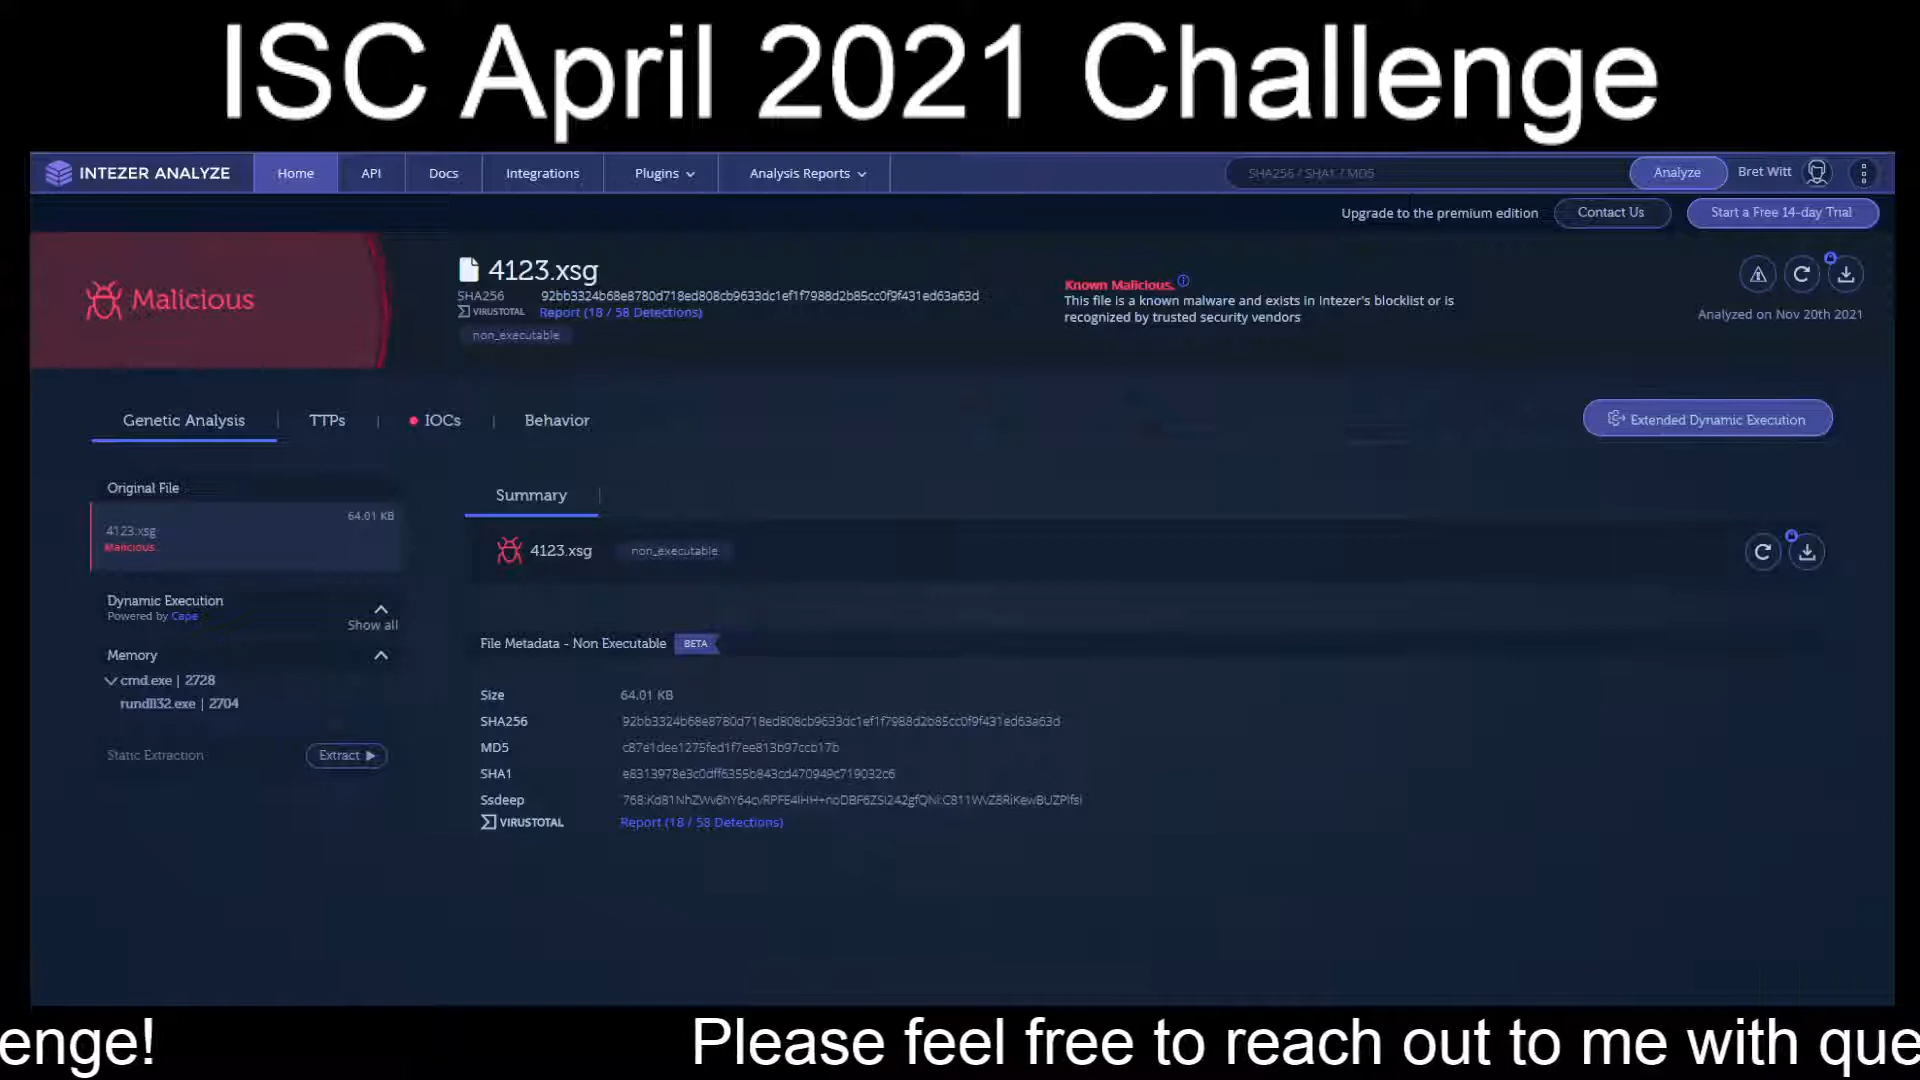 ISC April 2021 Challenge
INTEZER ANALYZE Home API Docs Integrations Plugins Analysis Reports SHA256 / SHA1 / MD5 Analyze Bret Witt
Upgrade to the premium edition Contact Us Start a Free 14-day Trial
Malicious
4123.xsg
SHA256 92bb3324b68e8780d718ed808cb9633dc1ef1f7988d2b85cc0f9f431ed63a63d
VIRUSTOTAL Report (18 / 58 Detections)
non_executable
Known Malicious.
This file is a known malware and exists in Intezer's blocklist or is
recognized by trusted security vendors
Analyzed on Nov 20th 2021
Genetic Analysis TTPs IOCs Behavior
Extended Dynamic Execution
Original File
64.01 KB
4123.xsg
Malicious
Dynamic Execution
Powered by Cape
Show all
Memory
cmd.exe | 2728
rundll32.exe | 2704
Static Extraction Extract
Summary
4123.xsg non_executable
File Metadata - Non Executable BETA
Size 64.01 KB
SHA256 92bb3324b68e8780d718ed808cb9633dc1ef1f7988d2b85cc0f9f431ed63a63d
MD5 c87e1dee1275fed1f7ee813b97ccb17b
SHA1 e8313978e3c0dff6355b843cd470949c719032c6
Ssdeep
VIRUSTOTAL Report (18 / 58 Detections)
enge! Please feel free to reach out to me with que